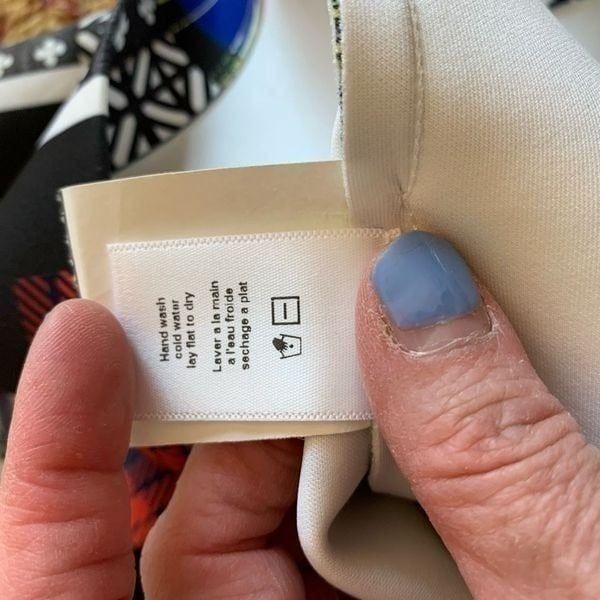 Hand wash
cold water
lay flat to dry
Laver a la main
a l'eau froide
sechage a plat